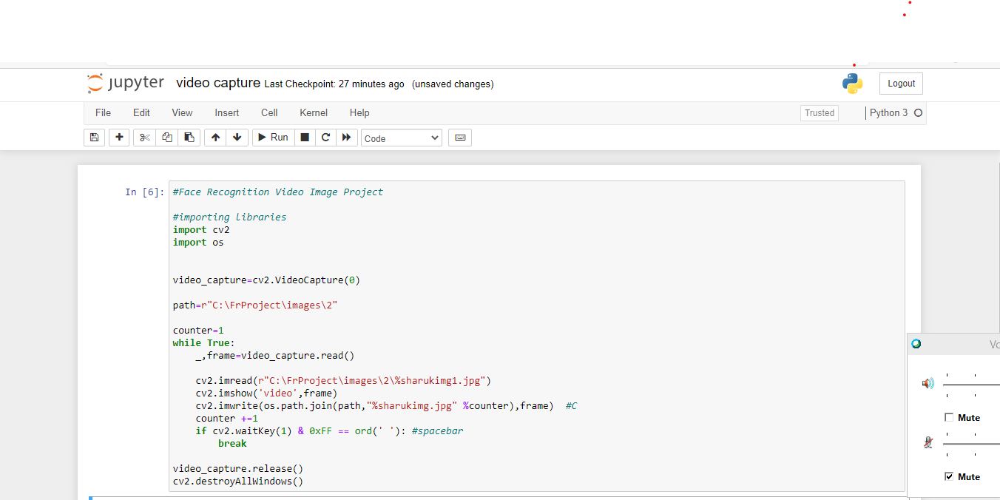 jupyter video capture Last Checkpoint: 27 minutes ago (unsaved changes) Logout
File Edit View Insert Cell Kernel Help Trusted Python 3
Run Code
In [6]: #Face Recognition Video Image Project
#importing libraries
import cv2
import os
video_capture=cv2.VideoCapture(0)
path=r"C:\FrProject\images\2"
counter=1
while True:
    _,frame=video_capture.read()
    cv2.imread(r"C:\FrProject\images\2\%sharukimg1.jpg")
    cv2.imshow('video',frame)
    cv2.imwrite(os.path.join(path,"%sharukimg.jpg" %counter),frame)  #C
    counter +=1
    if cv2.waitKey(1) & 0xFF == ord(' '): #spacebar
        break
video_capture.release()
cv2.destroyAllWindows()
Vo
Mute
Mute